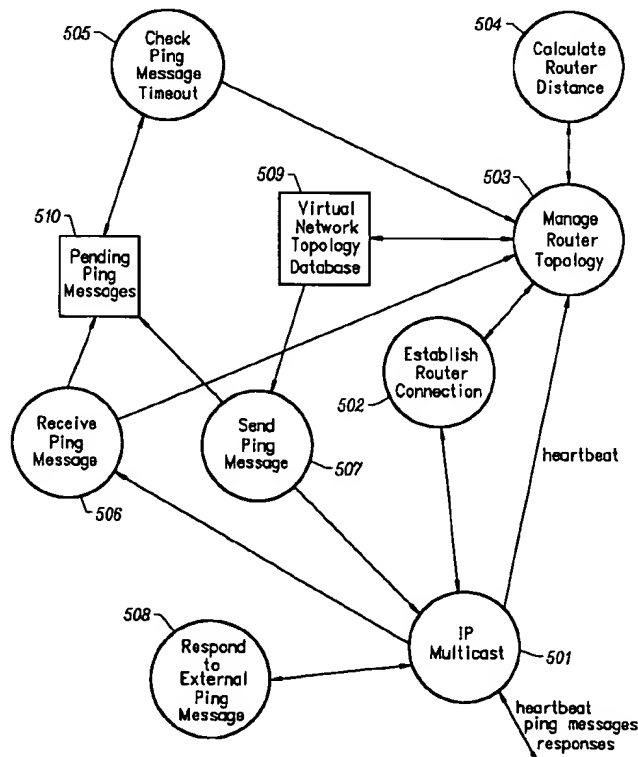 505
Check
Ping
Message
Timeout
504
Calculate
Router
Distance
509
Virtual
Network
Topology
Database
503
Manage
Router
Topology
510
Pending
Ping
Messages
Establish
Router
Connection
502
Receive
Ping
Message
506
Send
Ping
Message
507
heartbeat
508
Respond
to
External
Ping
Message
IP
Multicast
501
heartbeat
ping messages
responses